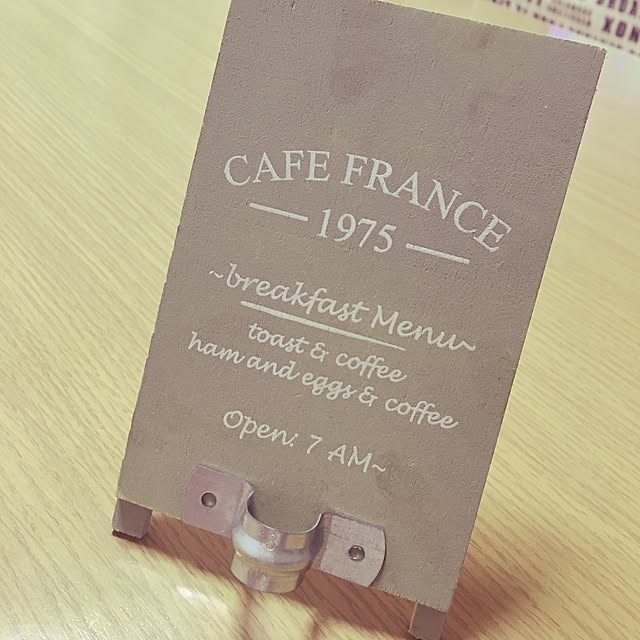 CAFE FRANCE
1975
~breakfast Menu~
toast & coffee
ham and eggs & coffee
Open: 7 AM~